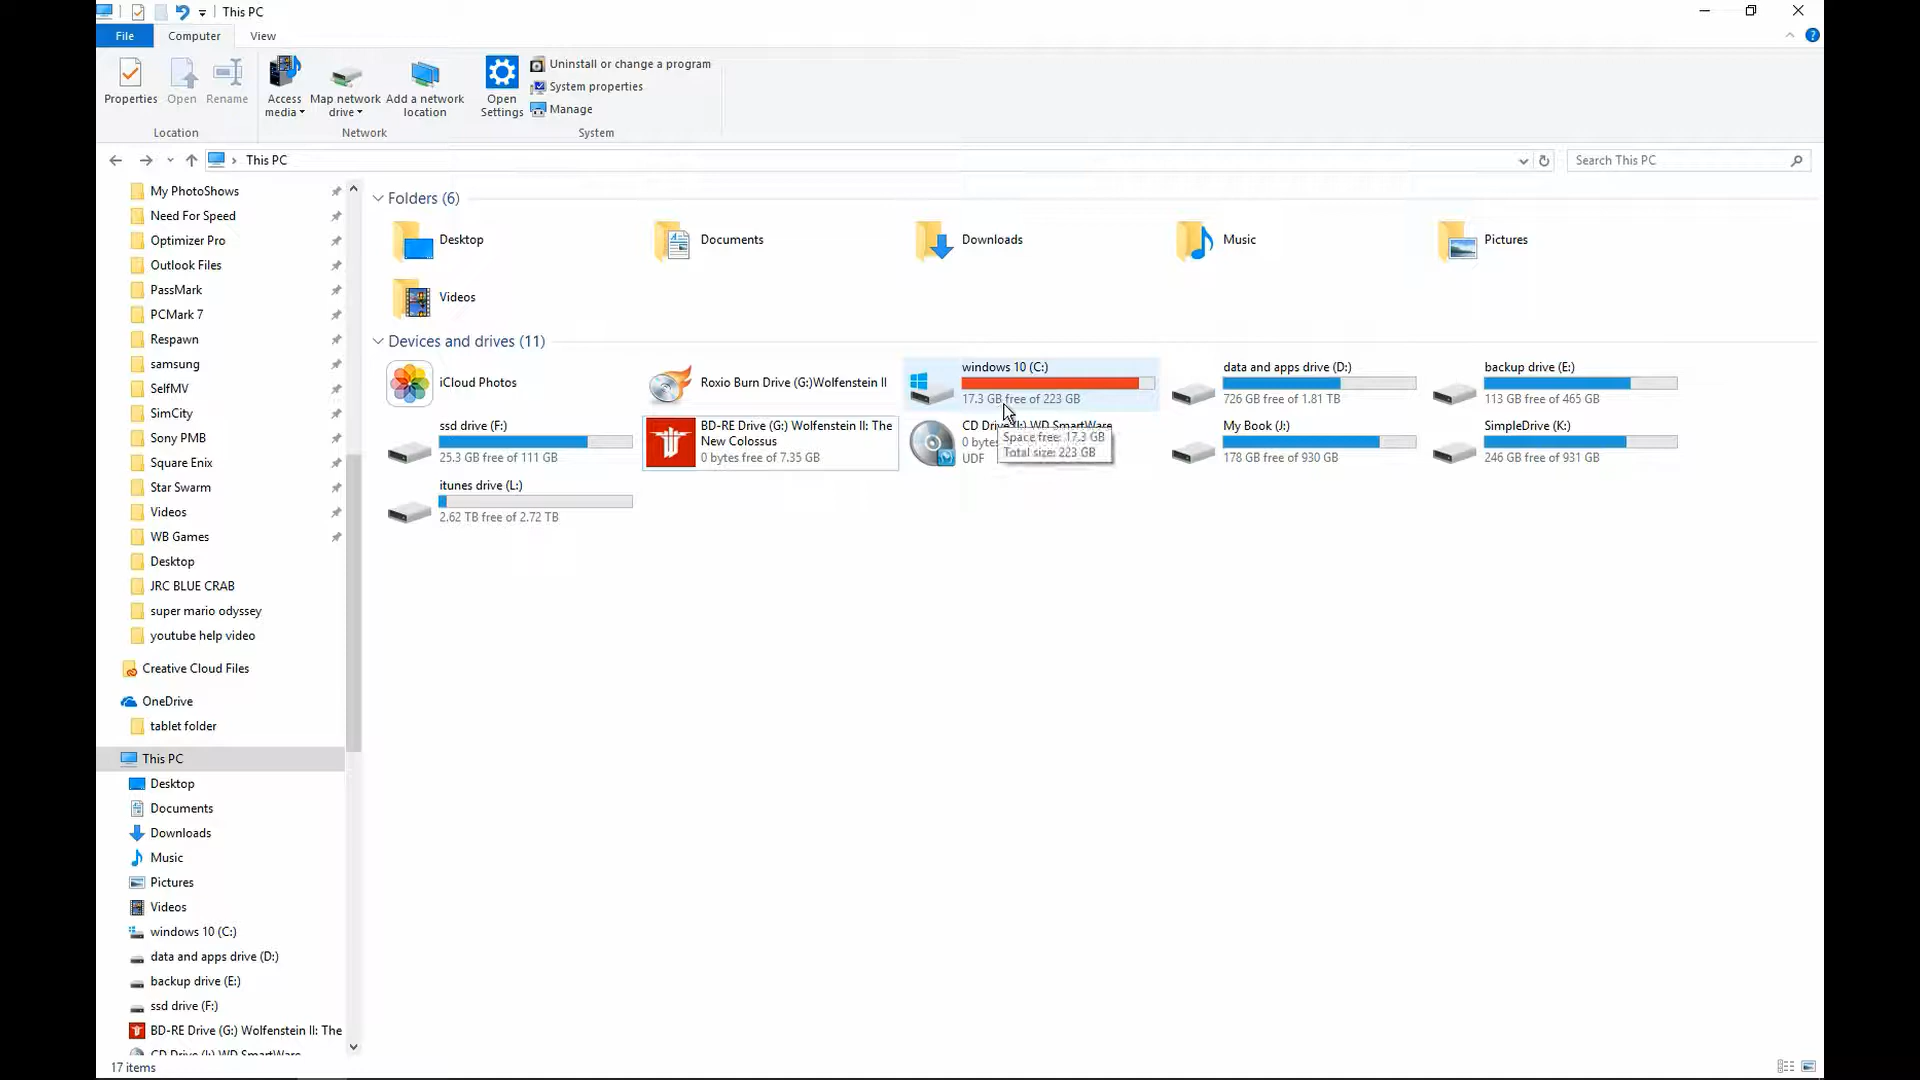 This PC
File Computer View
Properties Open Rename Access media Map network drive Add a network location Open Settings Uninstall or change a program
System properties
Manage
Location Network System
This PC
Search This PC
My PhotoShows
Need For Speed
Optimizer Pro
Outlook Files
PassMark
PCMark 7
Respawn
samsung
SelfMV
SimCity
Sony PMB
Square Enix
Star Swarm
Videos
WB Games
Desktop
JRC BLUE CRAB
super mario odyssey
youtube help video
Creative Cloud Files
OneDrive
tablet folder
This PC
Desktop
Documents
Downloads
Music
Pictures
Videos
windows 10 (C:)
data and apps drive (D:)
backup drive (E:)
ssd drive (F:)
BD-RE Drive (G:) Wolfenstein II: The
CD Drive (I:) WD SmartWare
Folders (6)
Desktop
Documents
Downloads
Music
Pictures
Videos
Devices and drives (11)
iCloud Photos
Roxio Burn Drive (G:)Wolfenstein II
windows 10 (C:)
17.3 GB free of 223 GB
data and apps drive (D:)
726 GB free of 1.81 TB
backup drive (E:)
113 GB free of 465 GB
ssd drive (F:)
25.3 GB free of 111 GB
BD-RE Drive (G:) Wolfenstein II: The
New Colossus
0 bytes free of 7.35 GB
CD Drive (I:) WD SmartWare
0 bytes
UDF
Space free: 17.3 GB
Total size: 223 GB
My Book (J:)
178 GB free of 930 GB
SimpleDrive (K:)
246 GB free of 931 GB
itunes drive (L:)
2.62 TB free of 2.72 TB
17 items